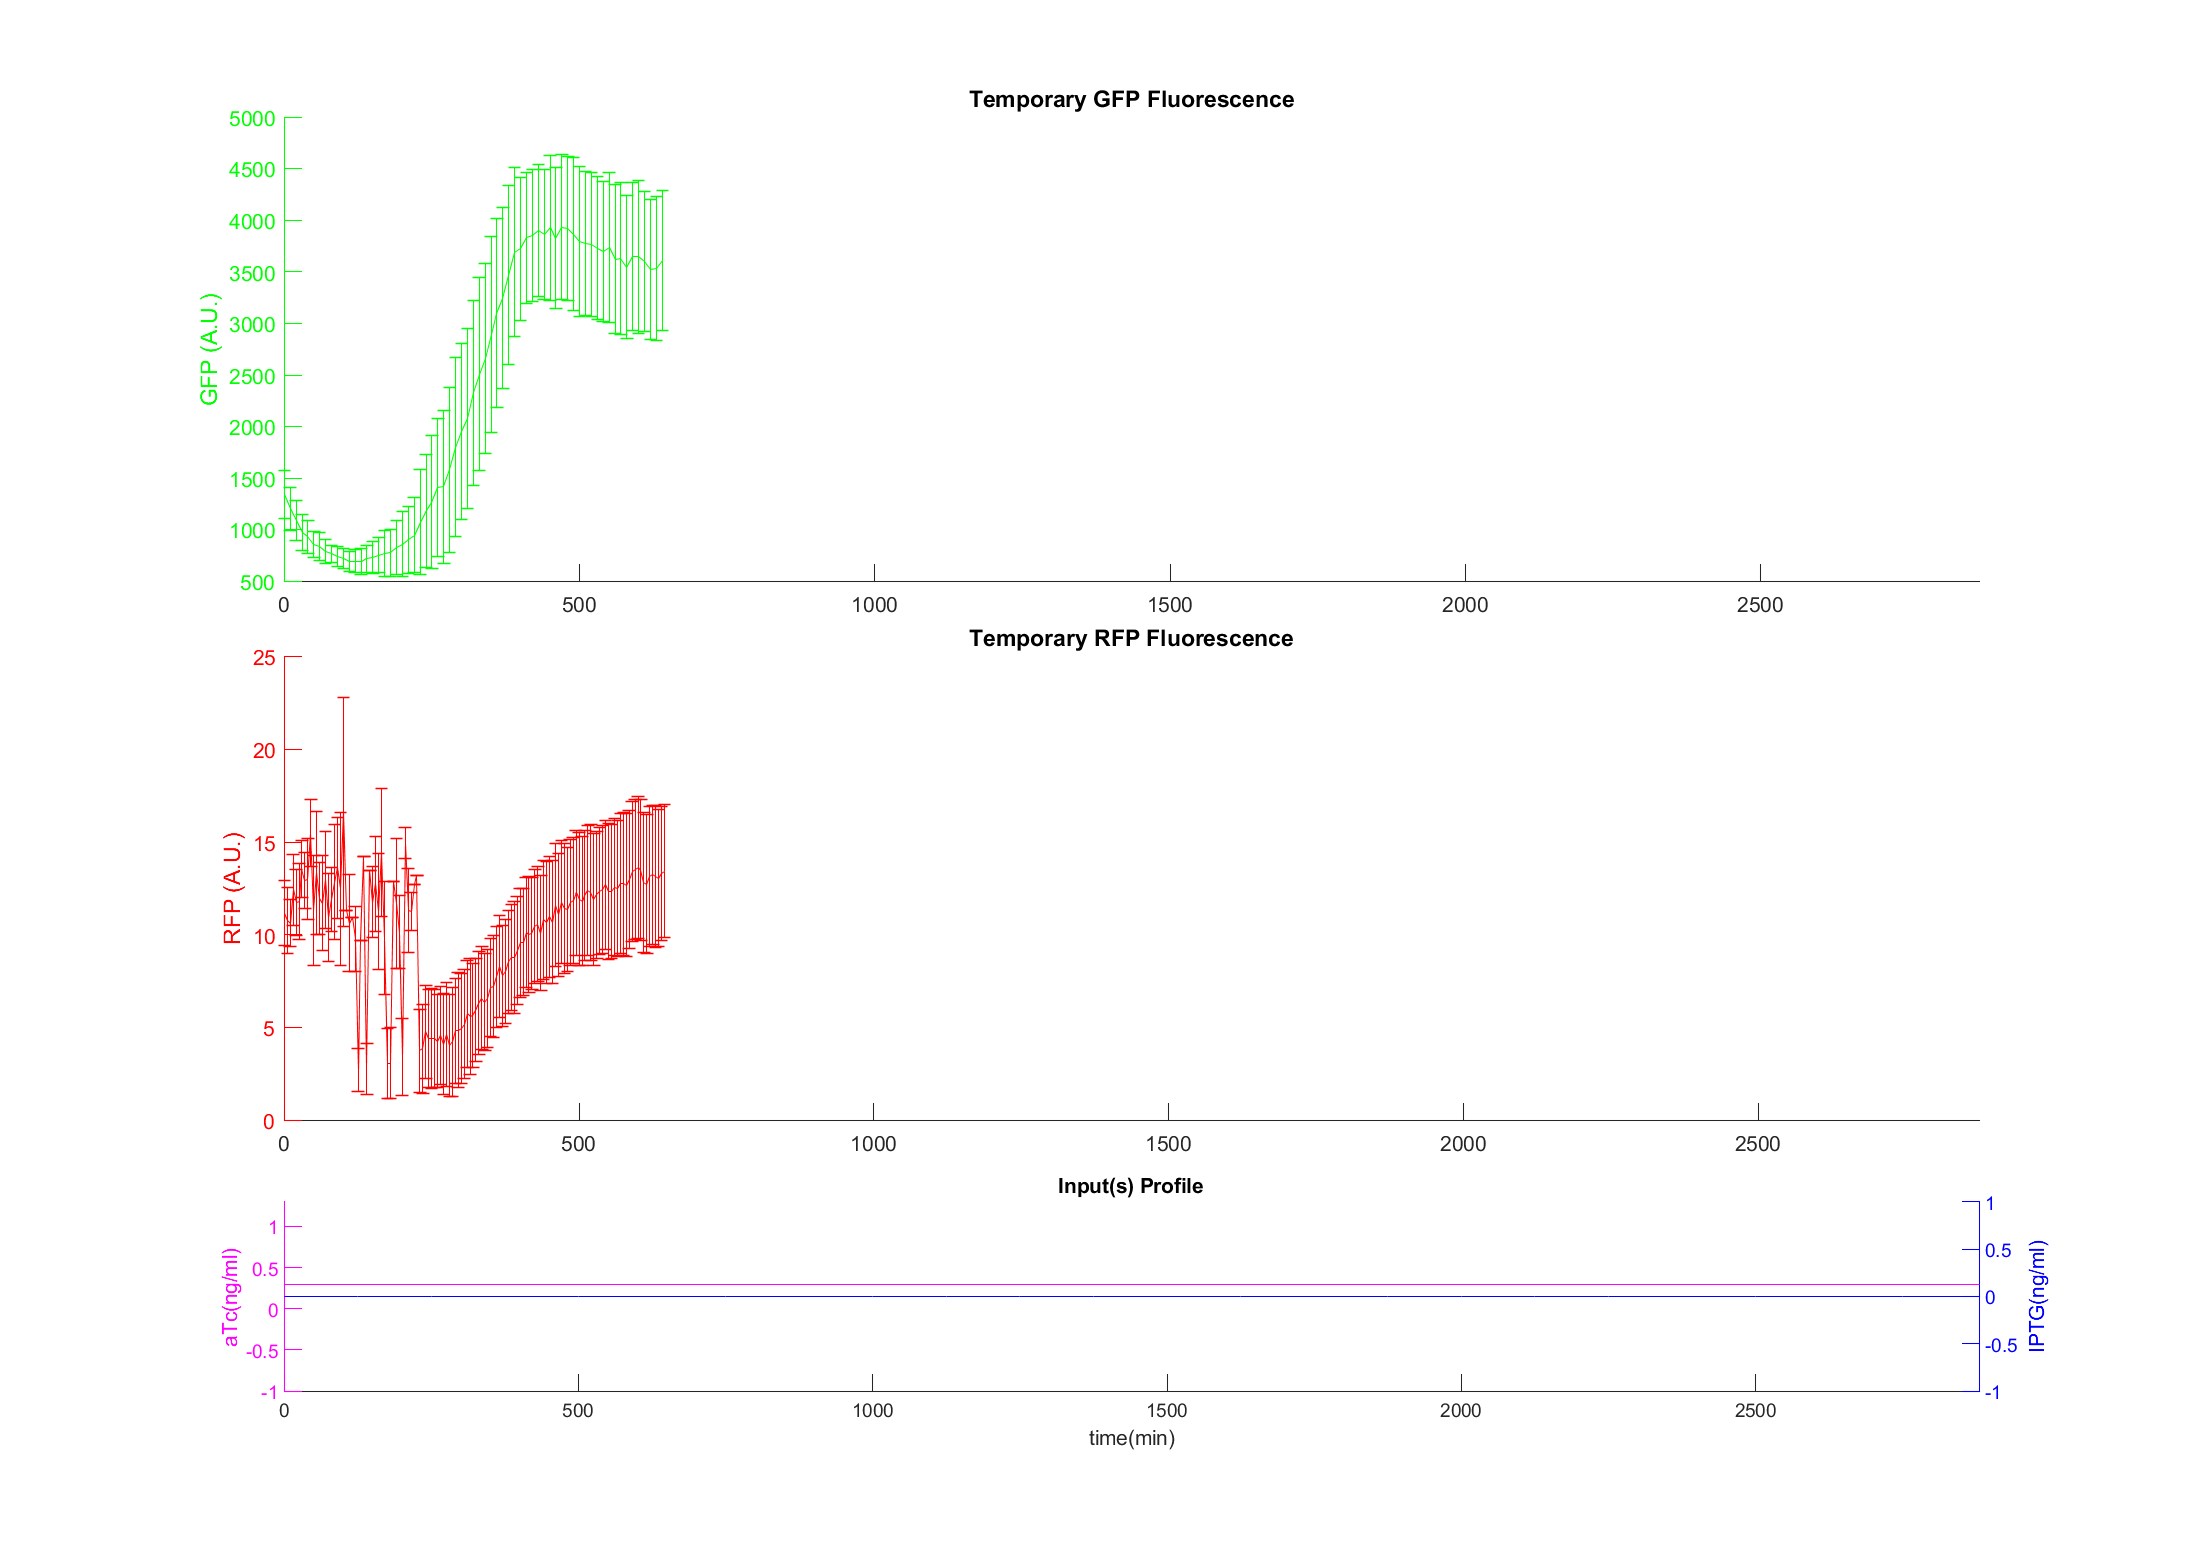 Temporary GFP Fluorescence
5000
4500
4000
3500
3000
2500
2000
1500
1000
500
GFP (A.U.)
0 500 1000 1500 2000 2500
Temporary RFP Fluorescence
25
20
15
10
5
0
RFP (A.U.)
0 500 1000 1500 2000 2500
Input(s) Profile
1
0.5
0
-0.5
-1
aTc(ng/ml)
1
0.5
0
-0.5
-1
IPTG(ng/ml)
0 500 1000 1500 2000 2500
time(min)